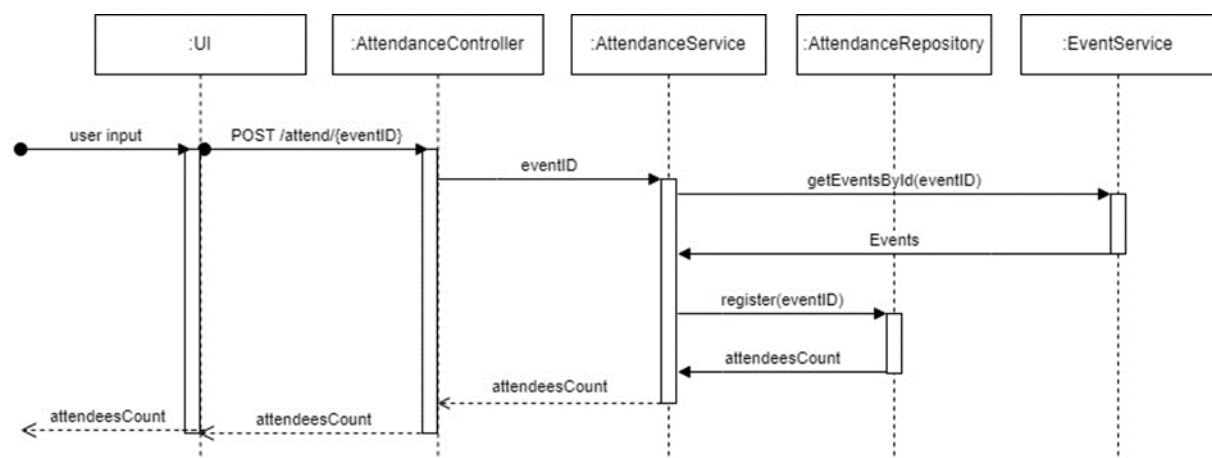 :UI
:AttendanceController
:AttendanceService
:AttendanceRepository
:EventService
user input
POST /attend/{eventID}
eventID
getEventsById(eventID)
Events
register(eventID)
attendeesCount
attendeesCount
attendeesCount
attendeesCount